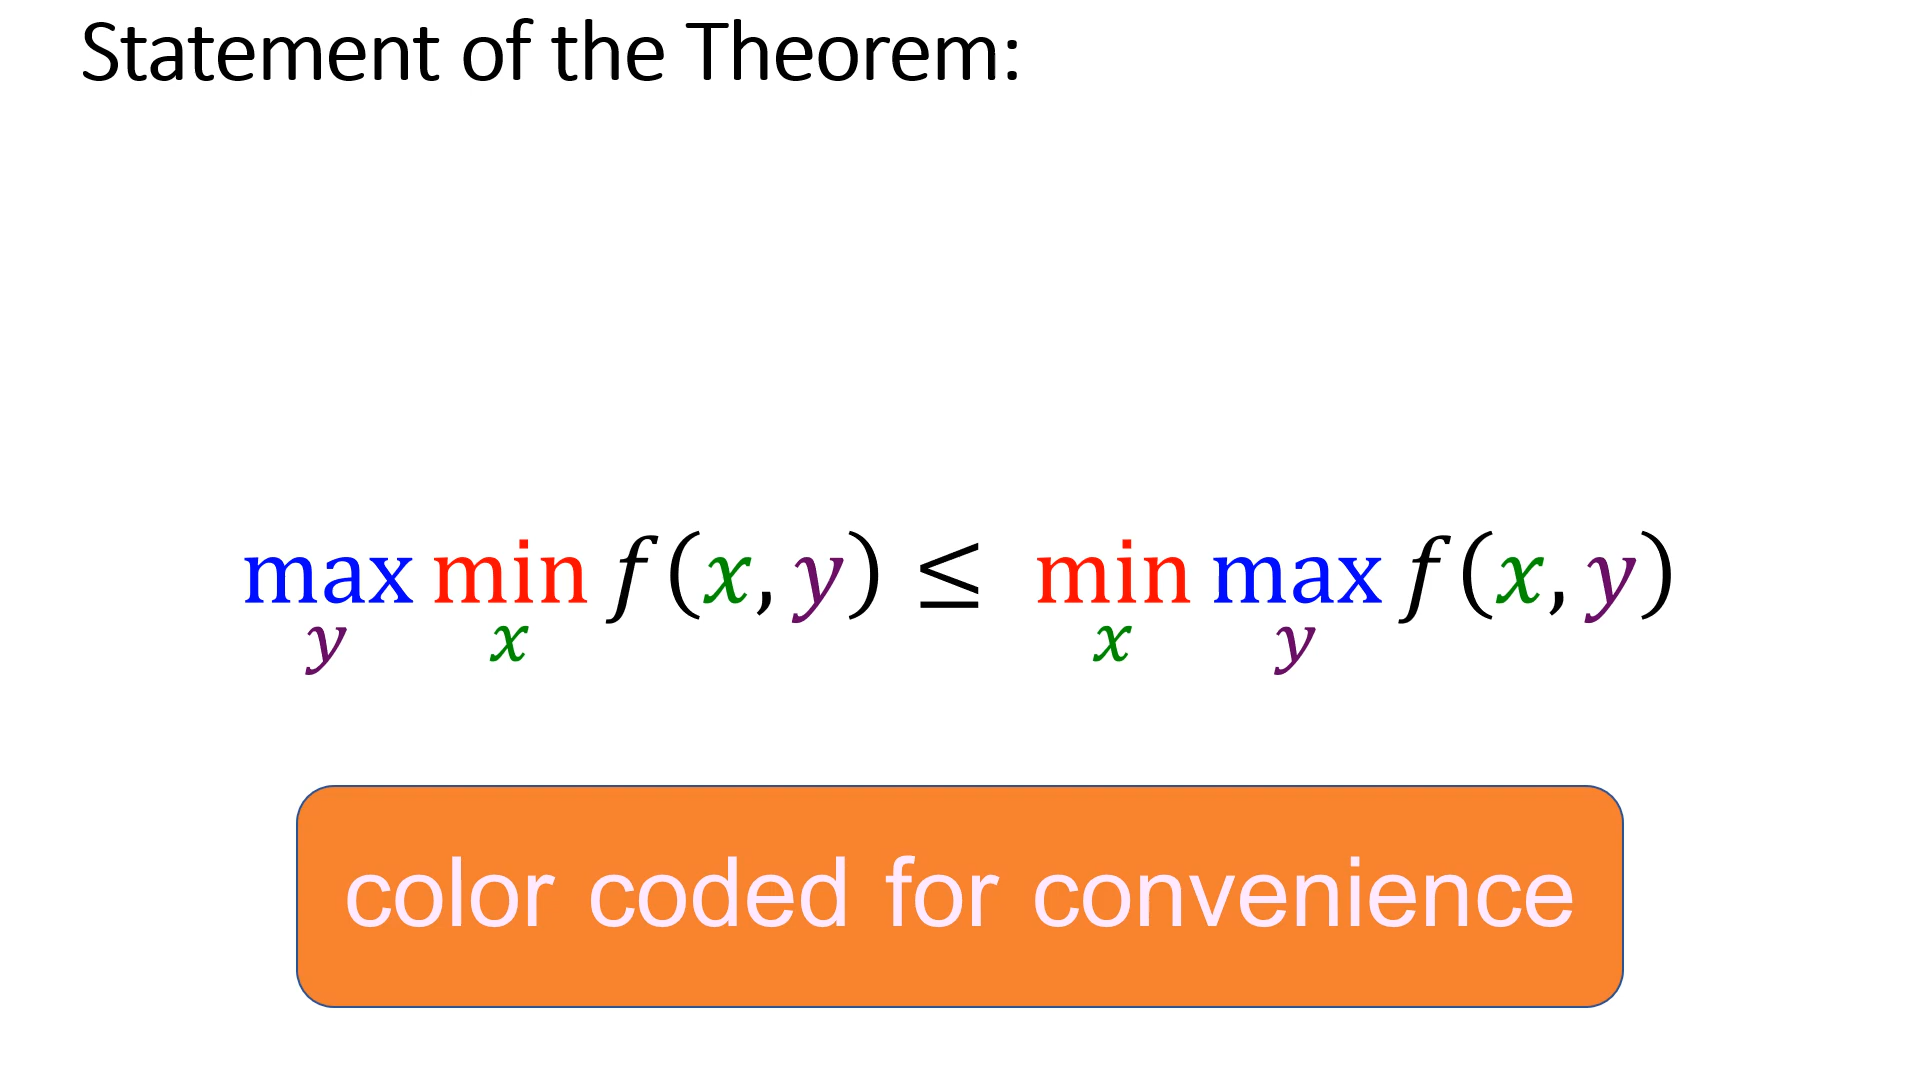 Statement of the Theorem:
max min f(x, y) ≤ min max f(x, y)
y x x y
color coded for convenience